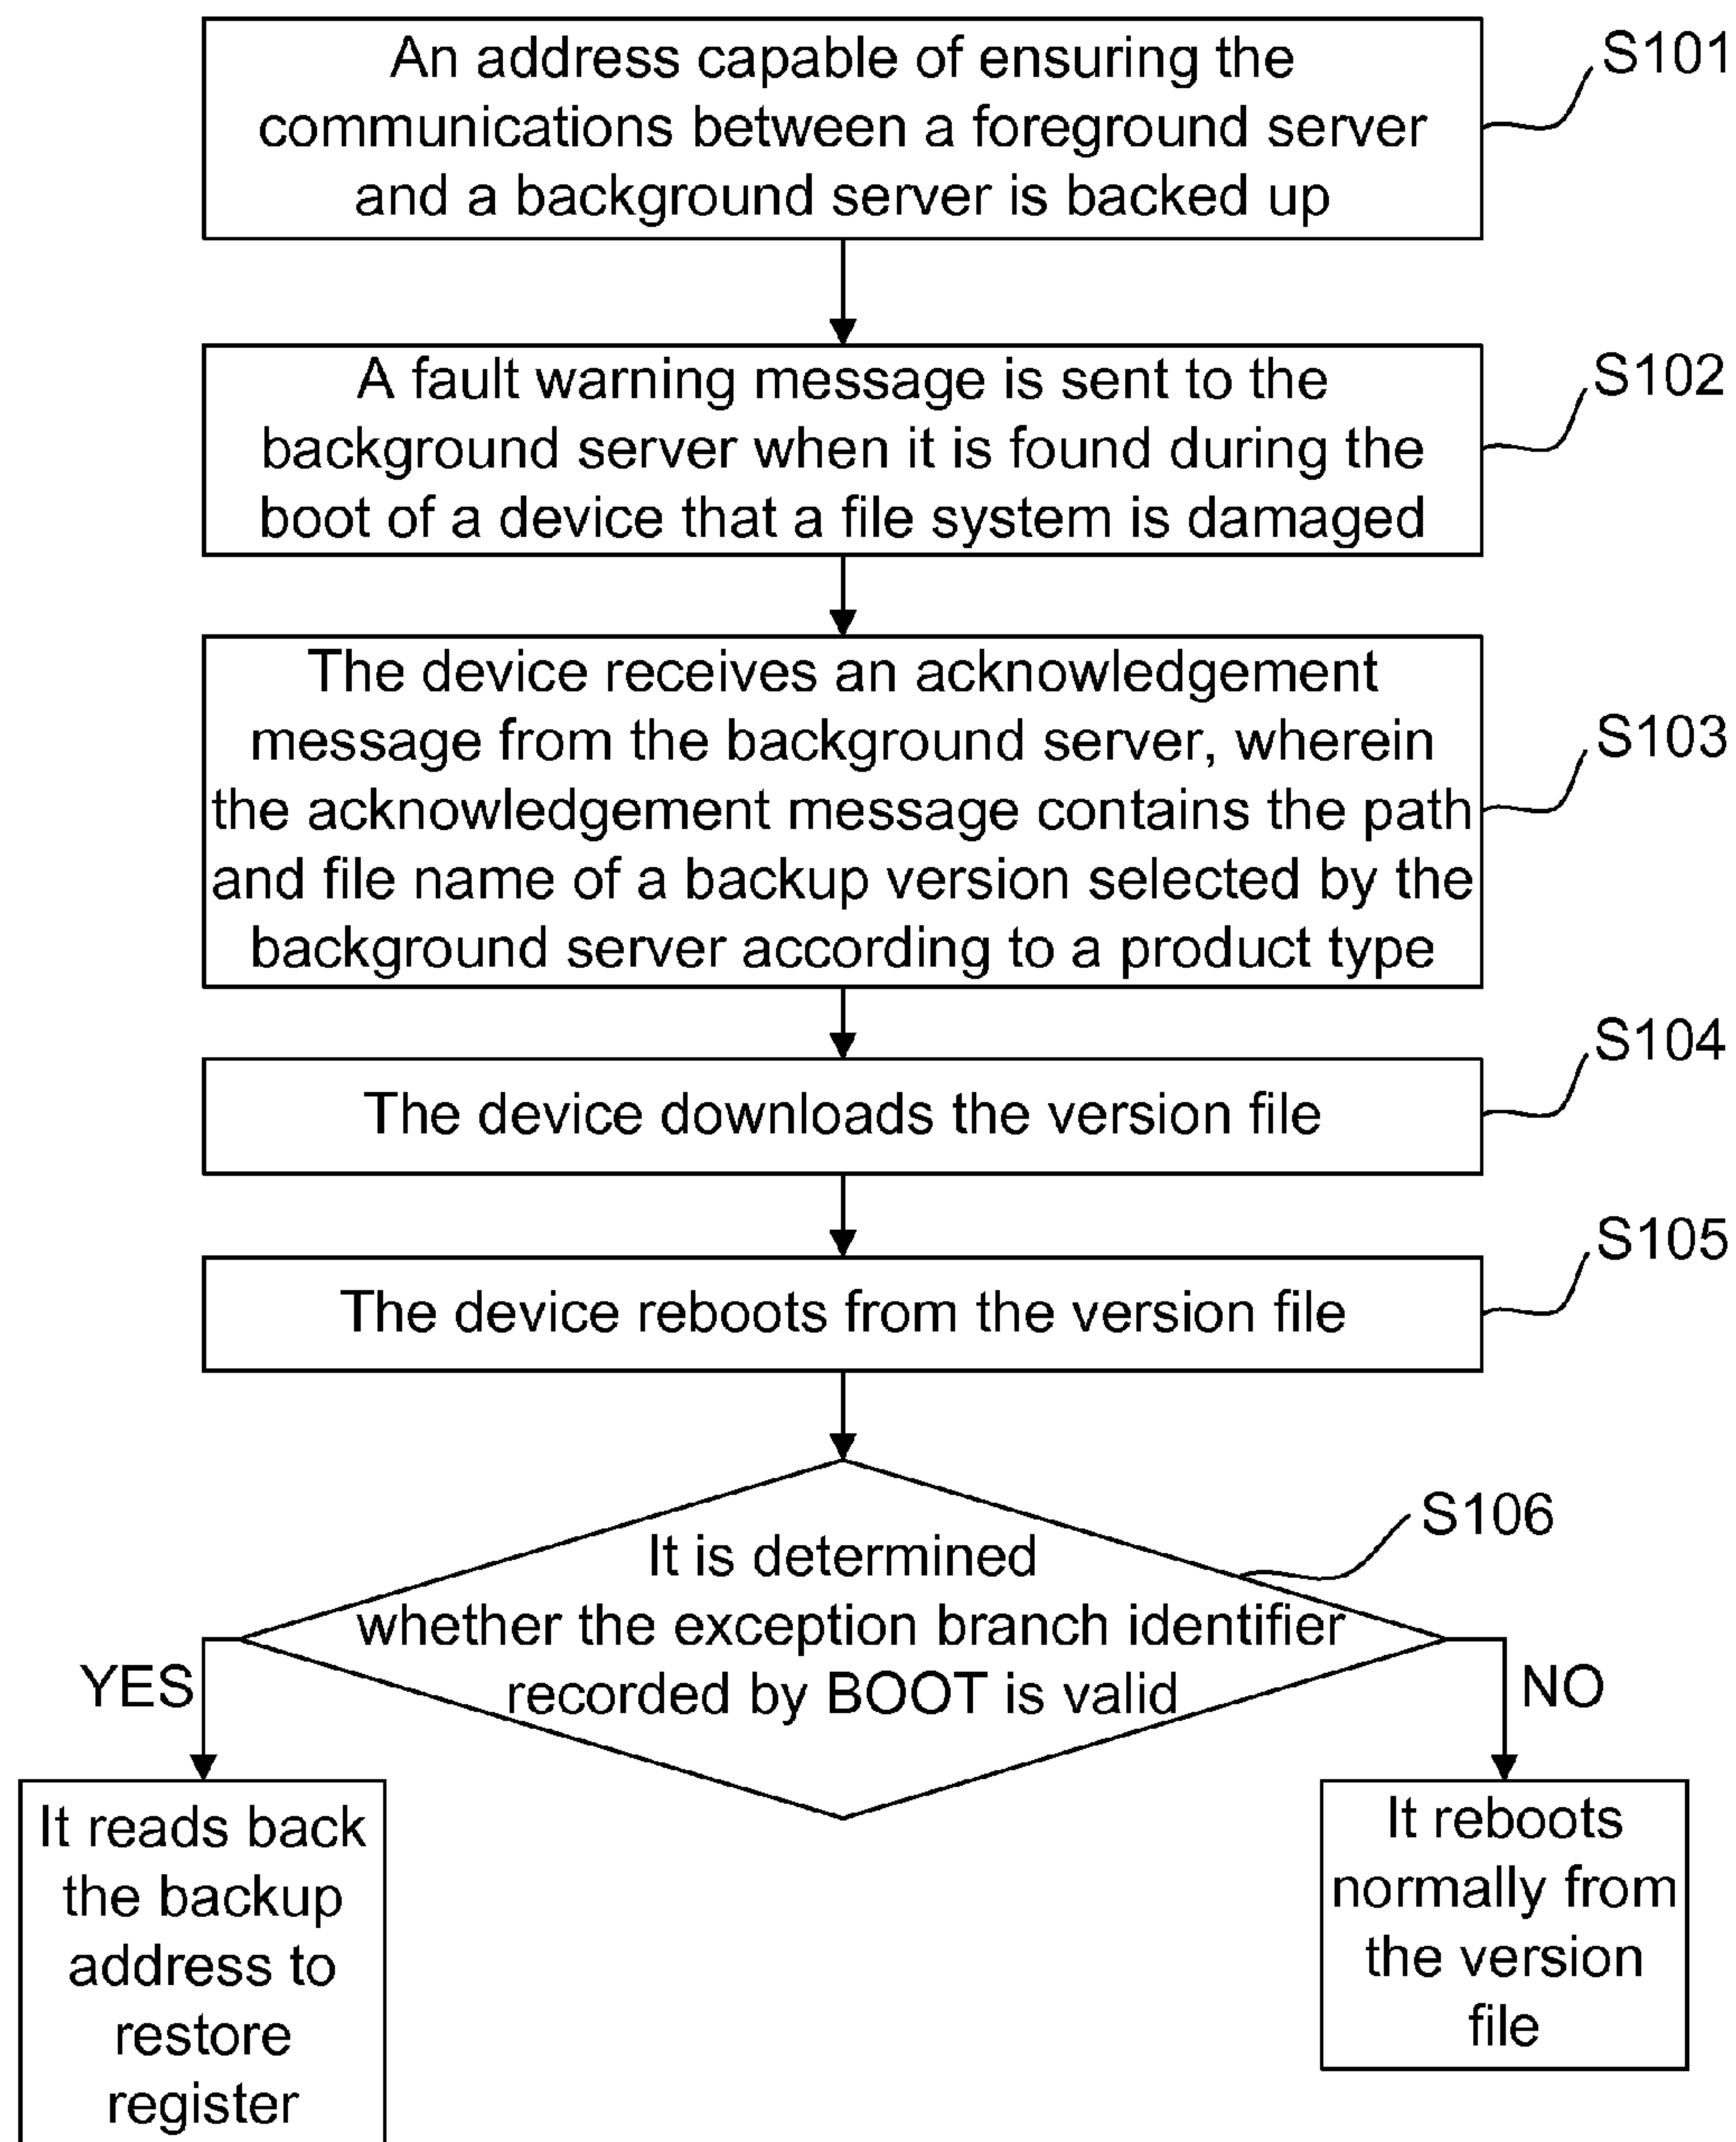 An address capable of ensuring the
communications between a foreground server
and a background server is backed up
S101
A fault warning message is sent to the
background server when it is found during the
boot of a device that a file system is damaged
S102
The device receives an acknowledgement
message from the background server, wherein
the acknowledgement message contains the path
and file name of a backup version selected by the
background server according to a product type
S103
The device downloads the version file
S104
The device reboots from the version file
S105
It is determined
whether the exception branch identifier
recorded by BOOT is valid
S106
YES
NO
It reads back
the backup
address to
restore
register
It reboots
normally from
the version
file